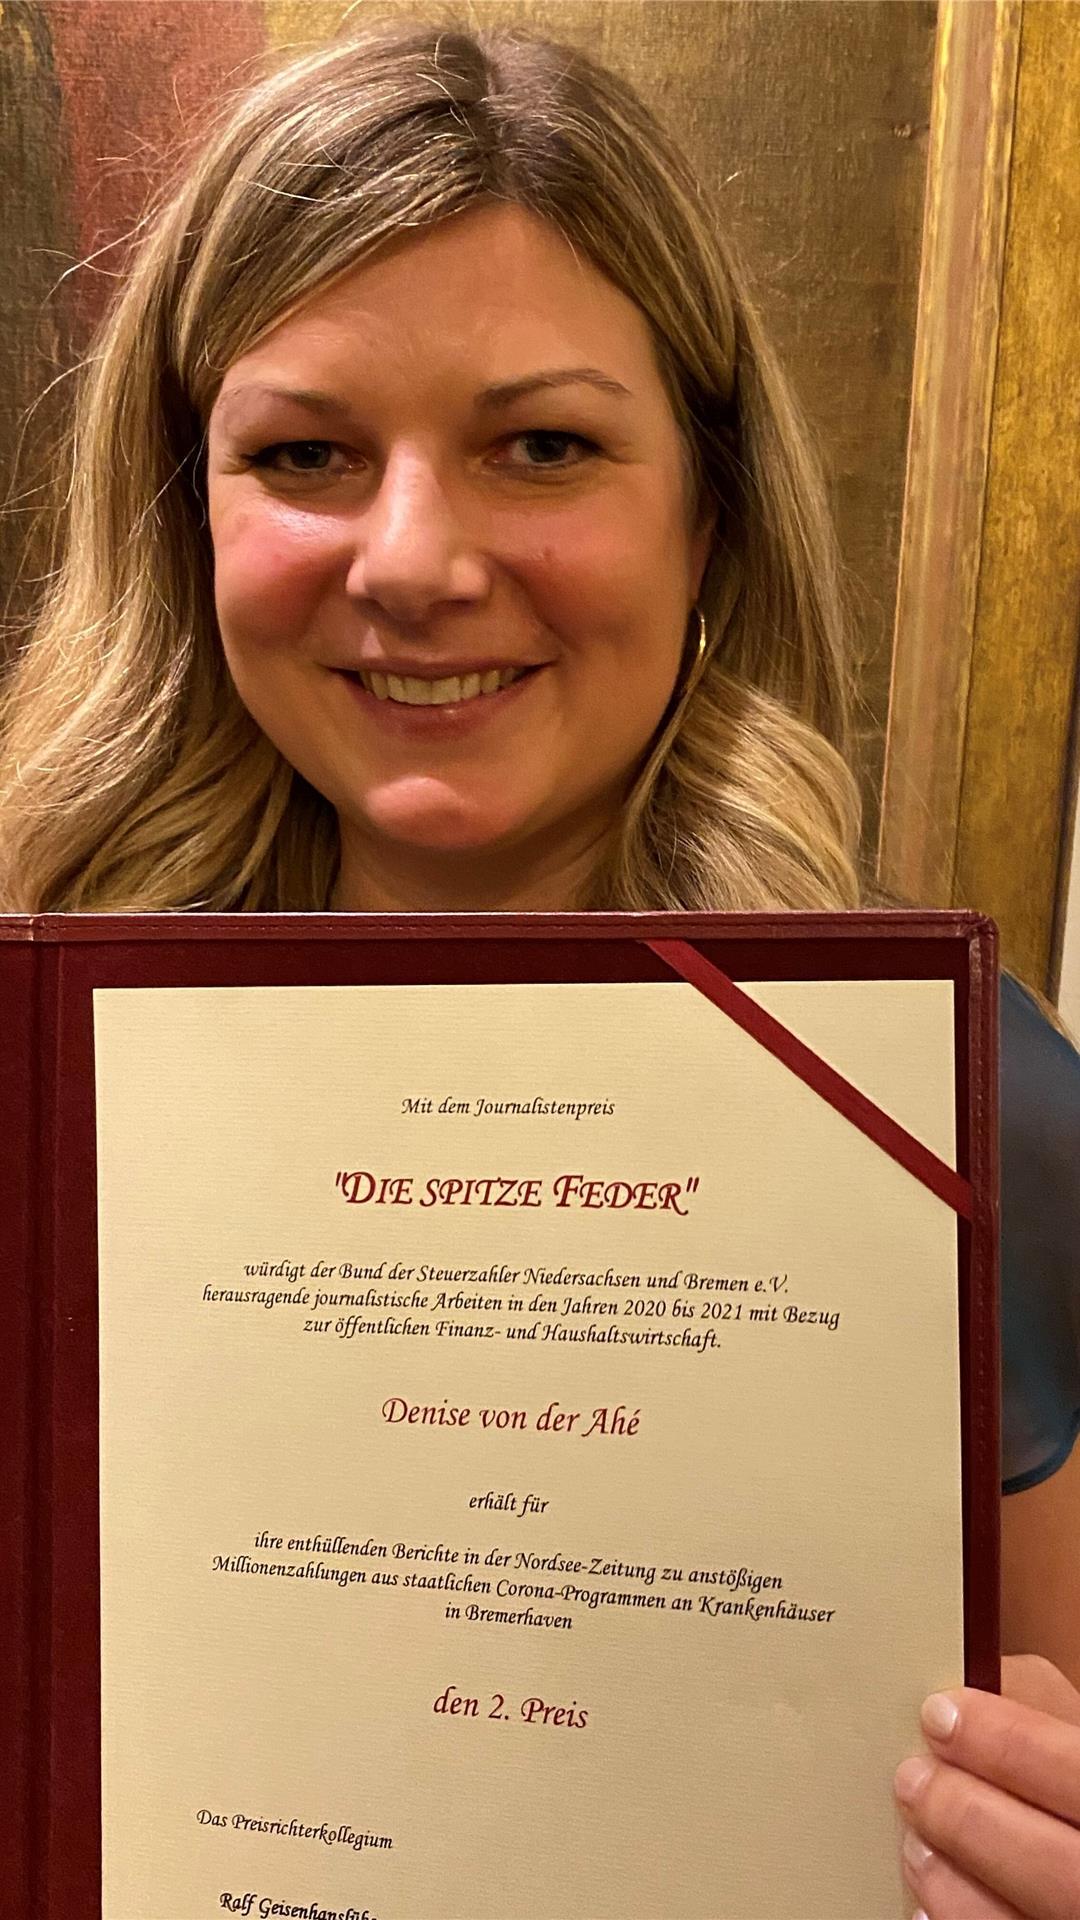 Mit dem Journalistenpreis
"DIE SPITZE FEDER"
würdigt der Bund der Steuerzahler Niedersachsen und Bremen e.V.
herausragende journalistische Arbeiten in den Jahren 2020 bis 2021 mit Bezug
zur öffentlichen Finanz- und Haushaltswirtschaft.
Denise von der Ahé
erhält für
ihre enthüllenden Berichte in der Nordsee-Zeitung zu anstößigen
Millionenzahlungen aus staatlichen Corona-Programmen an Krankenhäuser
in Bremerhaven
den 2. Preis
Das Preisrichterkollegium
Ralf